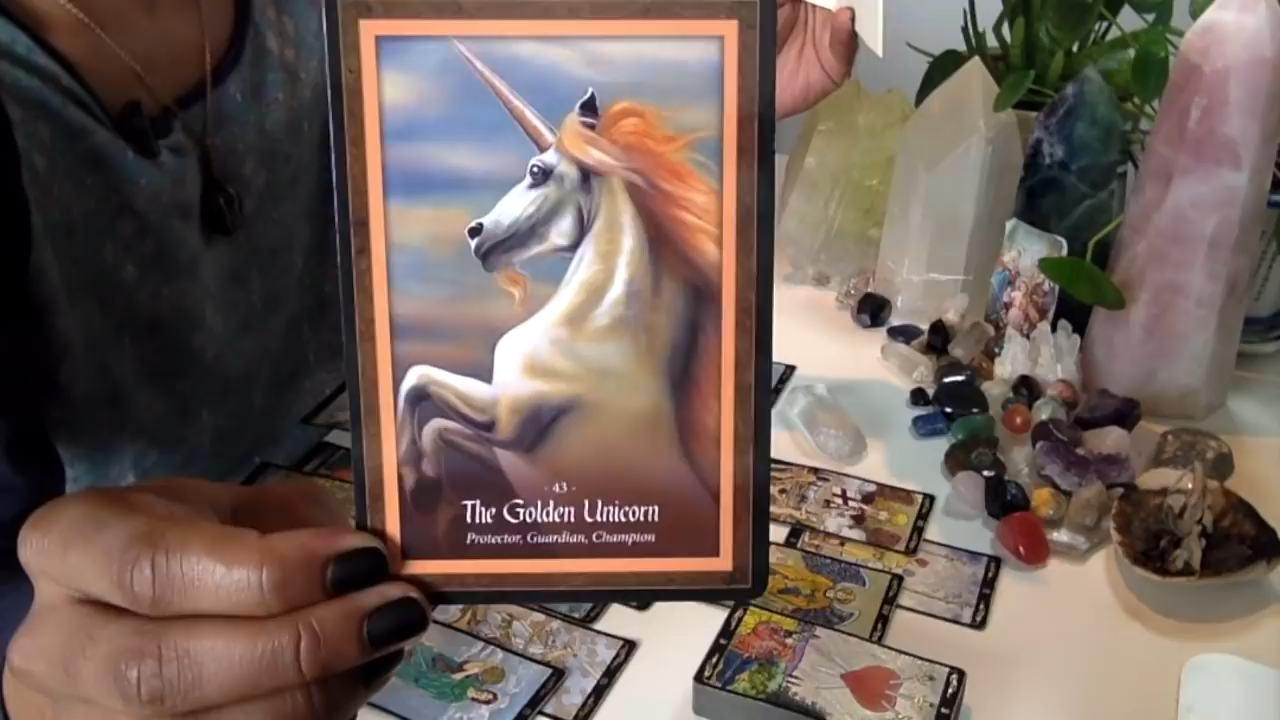 - 43 -
The Golden Unicorn
Protector, Guardian, Champion